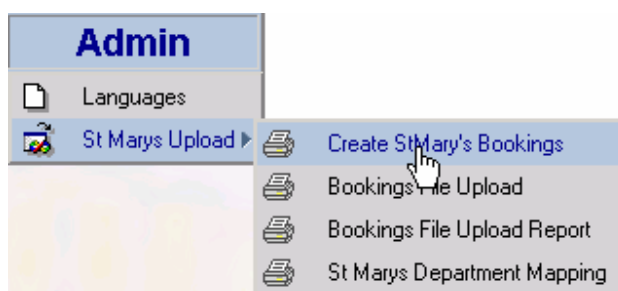 Admin
Languages
St Marys Upload
Create StMary's Bookings
Bookings File Upload
Bookings File Upload Report
St Marys Department Mapping